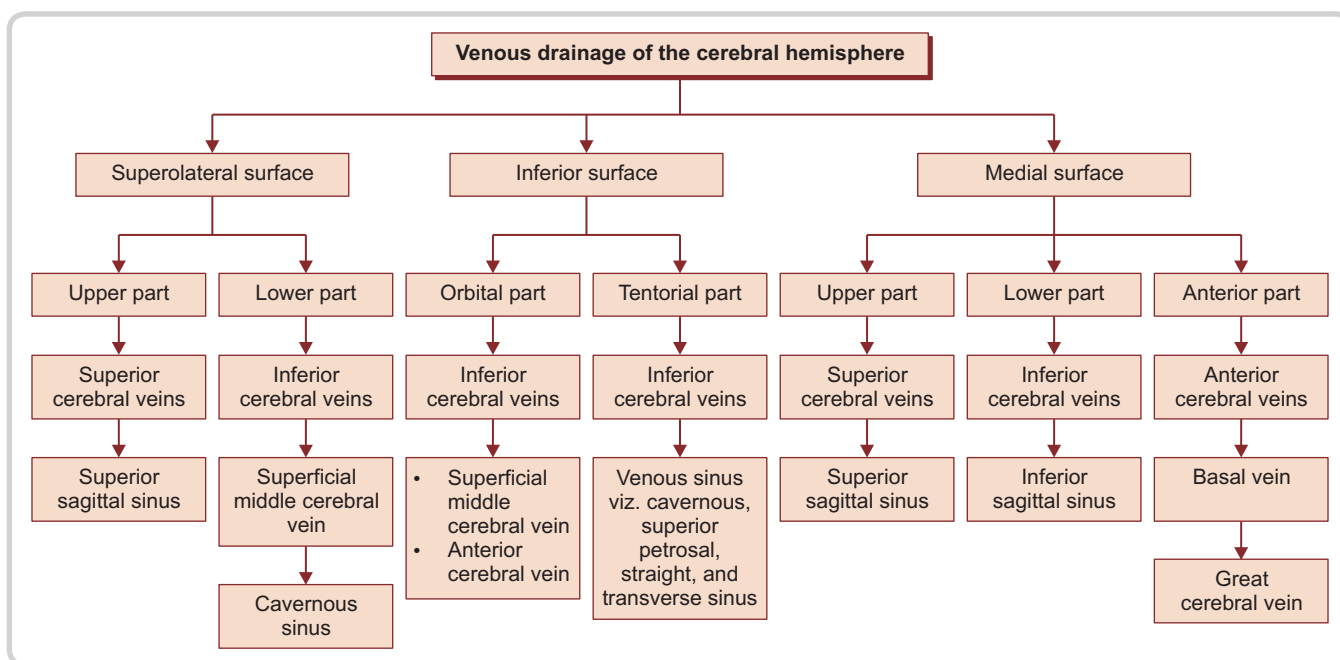 Venous drainage of the cerebral hemisphere
Superolateral surface
Inferior surface
Medial surface
Upper part
Lower part
Orbital part
Tentorial part
Upper part
Lower part
Anterior part
Superior
cerebral veins
Inferior
cerebral veins
Inferior
cerebral veins
Inferior
cerebral veins
Superior
cerebral veins
Inferior
cerebral veins
Anterior
cerebral veins
Superior
sagittal sinus
Superficial
middle cerebral
vein
• Superficial
middle
cerebral vein
• Anterior
cerebral vein
Venous sinus
viz. cavernous,
superior
petrosal,
straight, and
transverse sinus
Superior
sagittal sinus
Inferior
sagittal sinus
Basal vein
Cavernous
sinus
Great
cerebral vein